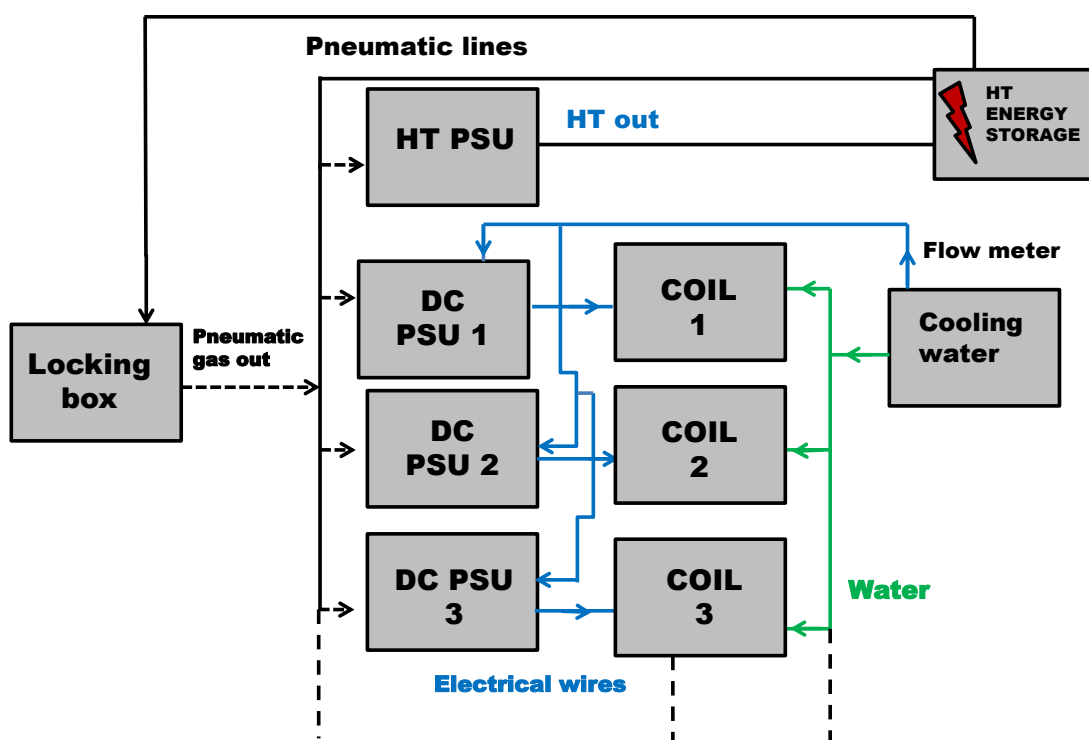 Pneumatic lines
HT
ENERGY
STORAGE
HT PSU
HT out
Flow meter
DC
PSU 1
COIL
1
Cooling
water
Locking
box
Pneumatic
gas out
DC
PSU 2
COIL
2
DC PSU
3
COIL
3
Water
Electrical wires